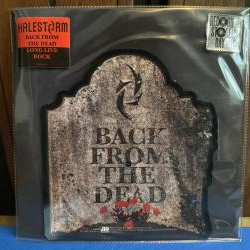 HALESTORM
BACK FROM
THE DEAD
LONG LIVE
ROCK
BACK
FROM
THE
DEAD